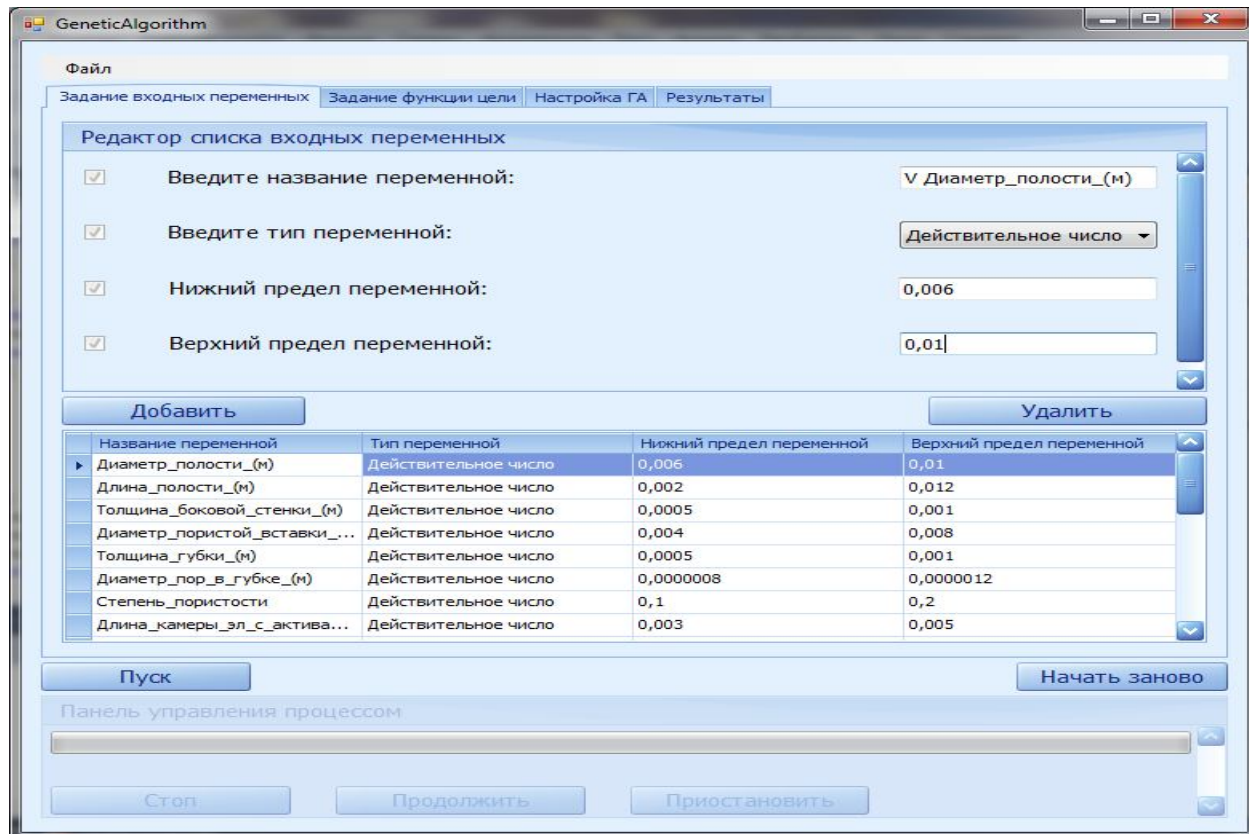 GeneticAlgorithm
Файл
Задание входных переменных Задание функции цели Настройка ГА Результаты
Редактор списка входных переменных
Введите название переменной: V Диаметр_полости_(м)
Введите тип переменной: Действительное число
Нижний предел переменной: 0,006
Верхний предел переменной: 0,01
Добавить Удалить
Название переменной Тип переменной Нижний предел переменной Верхний предел переменной
Диаметр_полости_(м) Действительное число 0,006 0,01
Длина_полости_(м) Действительное число 0,002 0,012
Толщина_боковой_стенки_(м) Действительное число 0,0005 0,001
Диаметр_пористой_вставки_... Действительное число 0,004 0,008
Толщина_губки_(м) Действительное число 0,0005 0,001
Диаметр_пор_в_губке_(м) Действительное число 0,0000008 0,0000012
Степень_пористости Действительное число 0,1 0,2
Длина_камеры_эл_с_актива... Действительное число 0,003 0,005
Пуск Начать заново
Панель управления процессом
Стоп Продолжить Приостановить